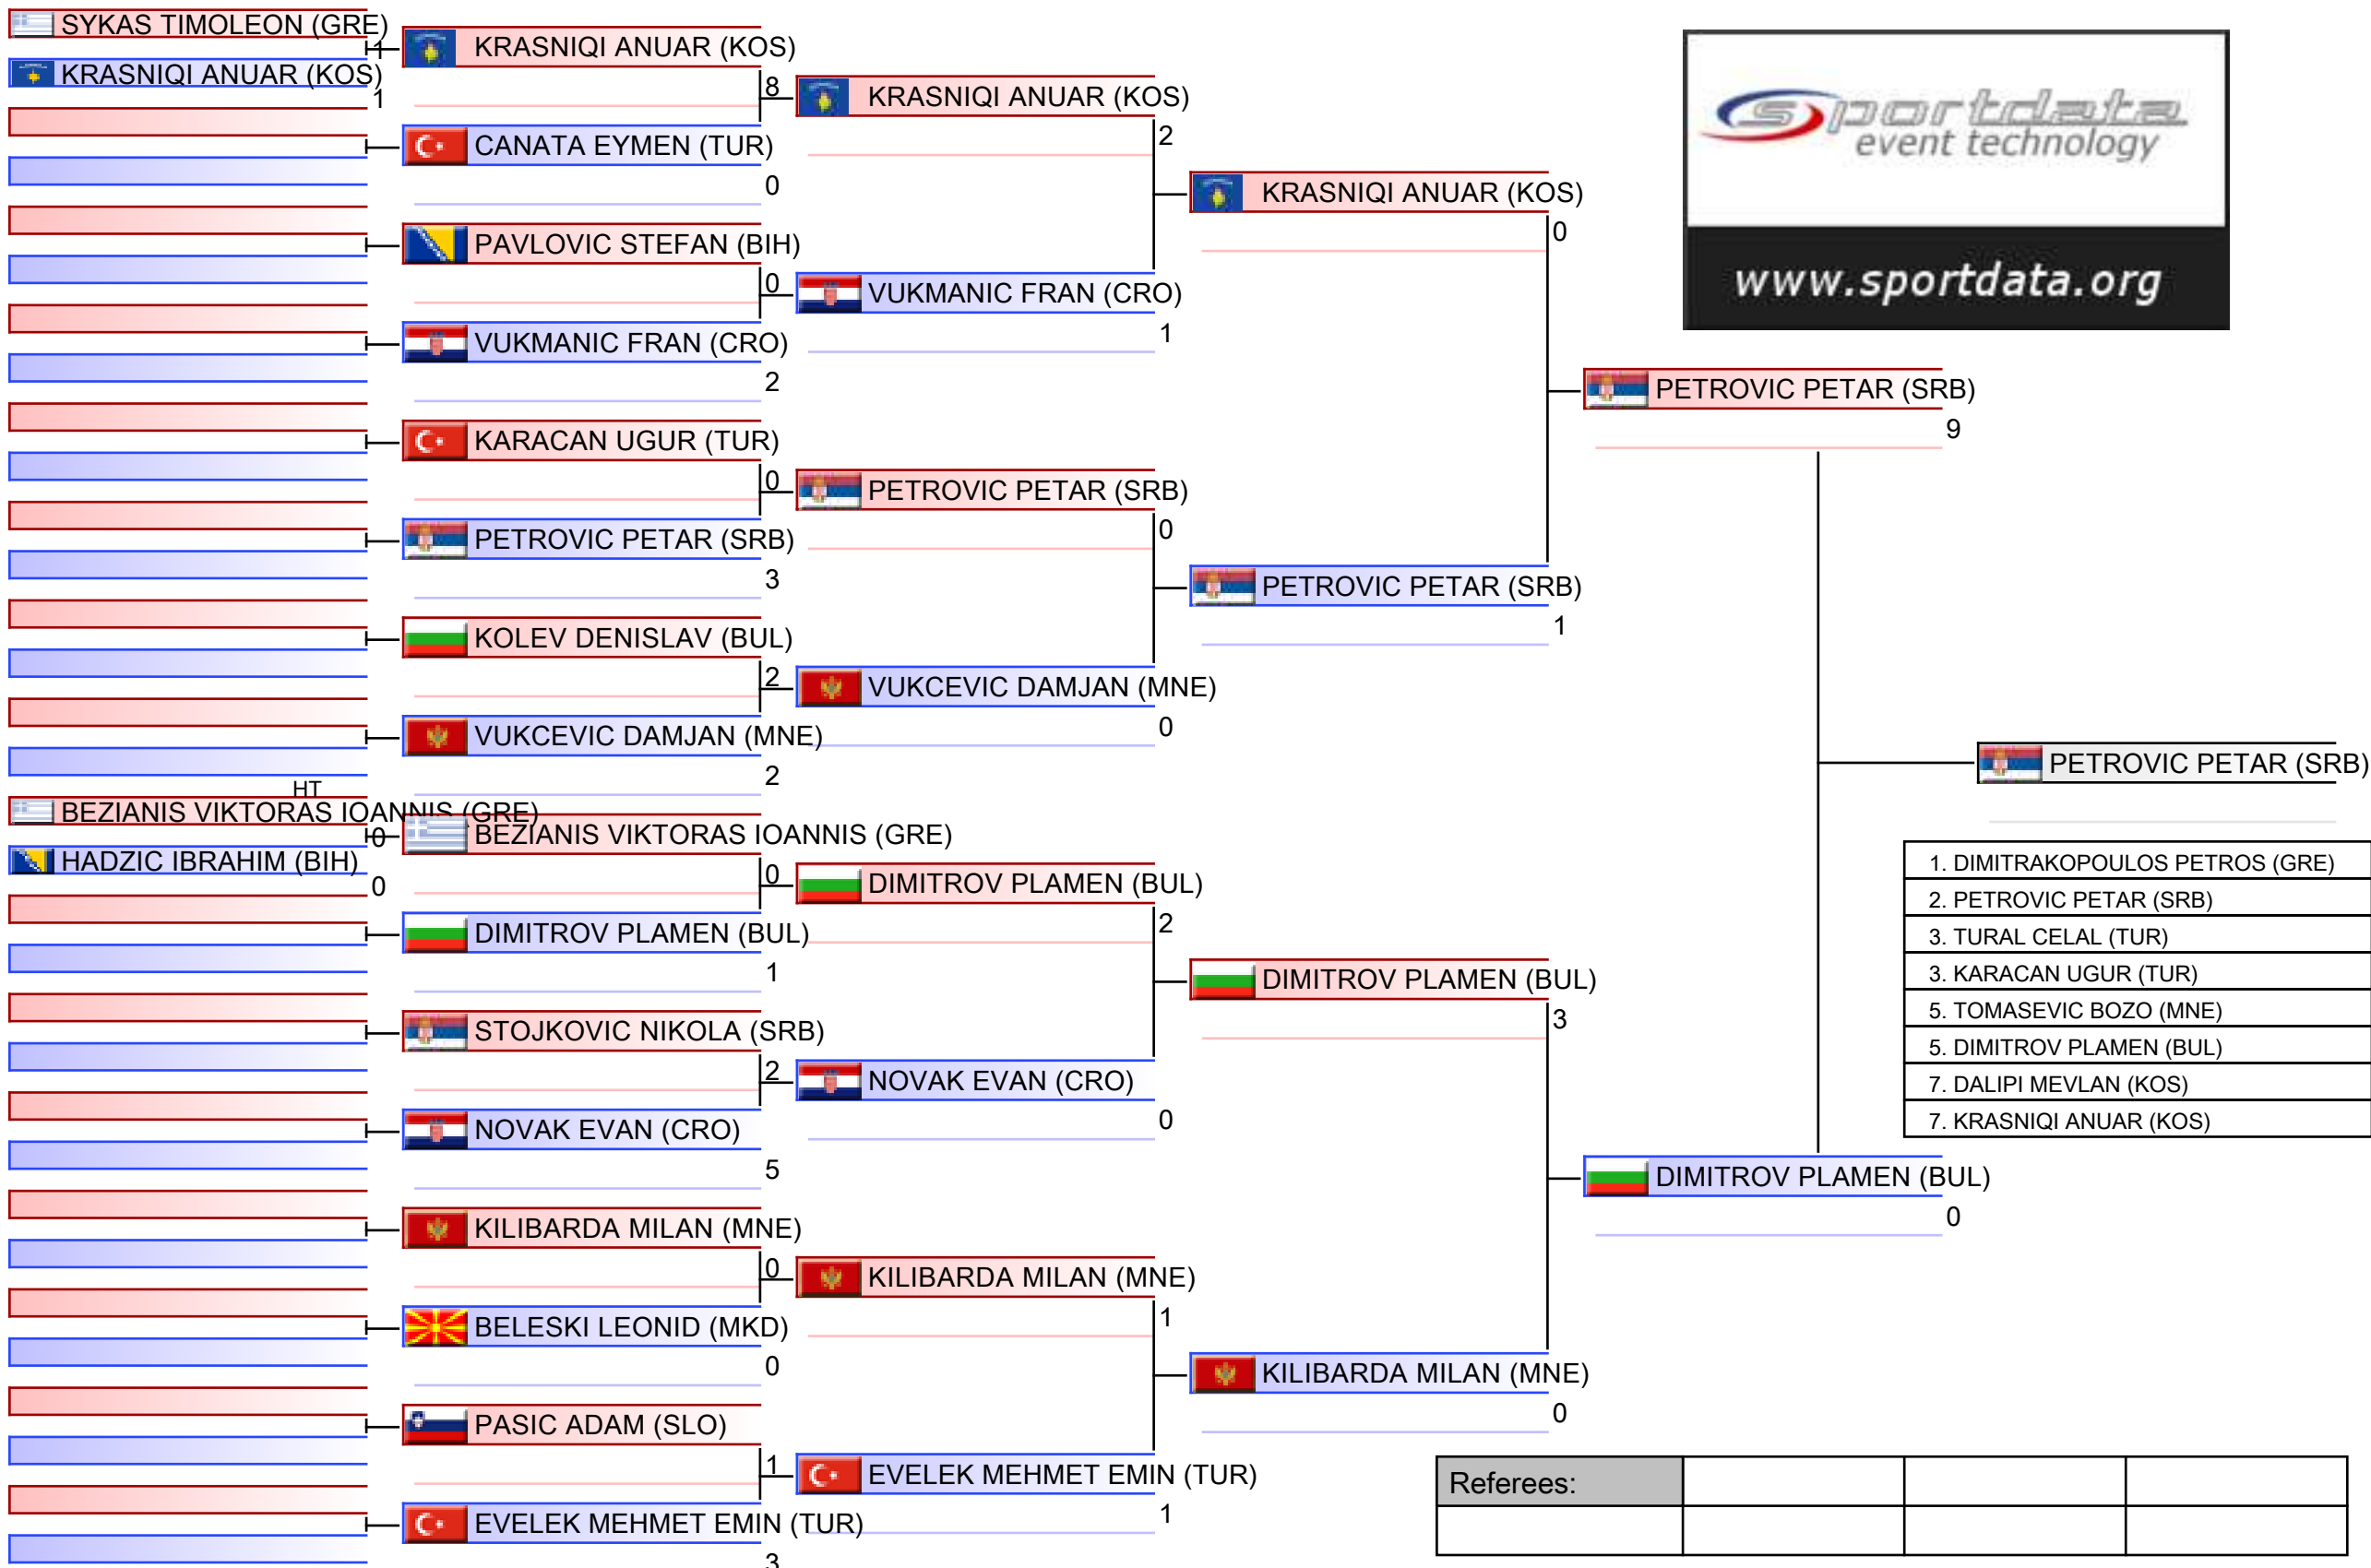 SYKAS TIMOLEON (GRE)
1
KRASNIQI ANUAR (KOS)
1
HT
BEZIANIS VIKTORAS IOANNIS (GRE)
0
HADZIC IBRAHIM (BIH)
0
KRASNIQI ANUAR (KOS)
8
CANATA EYMEN (TUR)
0
PAVLOVIC STEFAN (BIH)
0
VUKMANIC FRAN (CRO)
2
KARACAN UGUR (TUR)
0
PETROVIC PETAR (SRB)
3
KOLEV DENISLAV (BUL)
2
VUKCEVIC DAMJAN (MNE)
2
BEZIANIS VIKTORAS IOANNIS (GRE)
0
DIMITROV PLAMEN (BUL)
1
STOJKOVIC NIKOLA (SRB)
2
NOVAK EVAN (CRO)
5
KILIBARDA MILAN (MNE)
0
BELESKI LEONID (MKD)
0
PASIC ADAM (SLO)
1
EVELEK MEHMET EMIN (TUR)
3
KRASNIQI ANUAR (KOS)
2
VUKMANIC FRAN (CRO)
1
PETROVIC PETAR (SRB)
0
VUKCEVIC DAMJAN (MNE)
0
DIMITROV PLAMEN (BUL)
2
NOVAK EVAN (CRO)
0
KILIBARDA MILAN (MNE)
1
EVELEK MEHMET EMIN (TUR)
1
KRASNIQI ANUAR (KOS)
0
PETROVIC PETAR (SRB)
1
DIMITROV PLAMEN (BUL)
3
KILIBARDA MILAN (MNE)
0
PETROVIC PETAR (SRB)
9
DIMITROV PLAMEN (BUL)
0
PETROVIC PETAR (SRB)
sportdata
event technology
www.sportdata.org
1. DIMITRAKOPOULOS PETROS (GRE)
2. PETROVIC PETAR (SRB)
3. TURAL CELAL (TUR)
3. KARACAN UGUR (TUR)
5. TOMASEVIC BOZO (MNE)
5. DIMITROV PLAMEN (BUL)
7. DALIPI MEVLAN (KOS)
7. KRASNIQI ANUAR (KOS)
Referees: